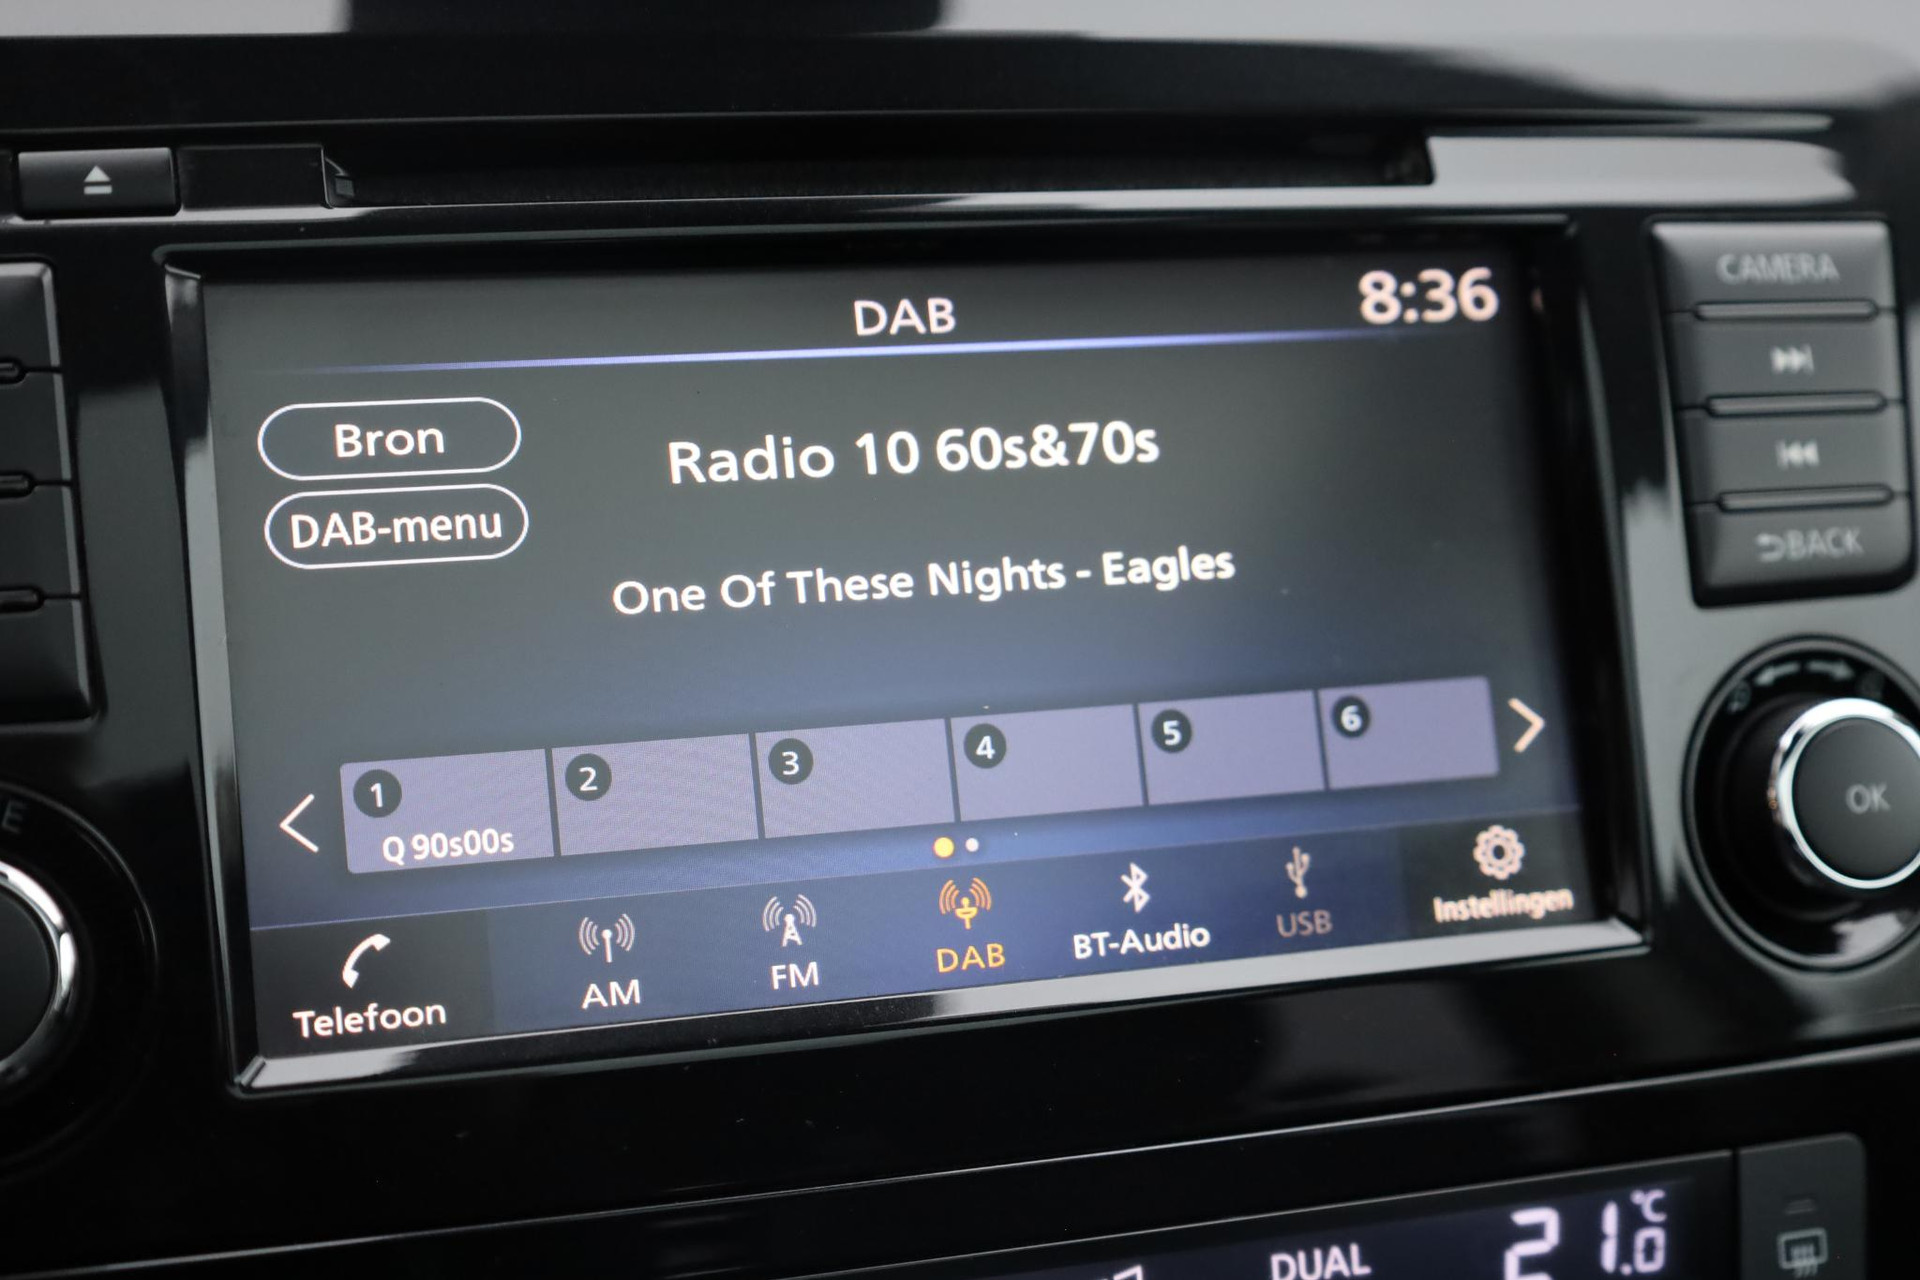 DAB
8:36
CAMERA
Bron
Radio 10 60s&70s
DAB-menu
One Of These Nights - Eagles
BACK
1
2
3
4
5
6
Q 90s00s
OK
Telefoon
AM
FM
DAB
BT-Audio
USB
Instellingen
DUAL
21.0
°C